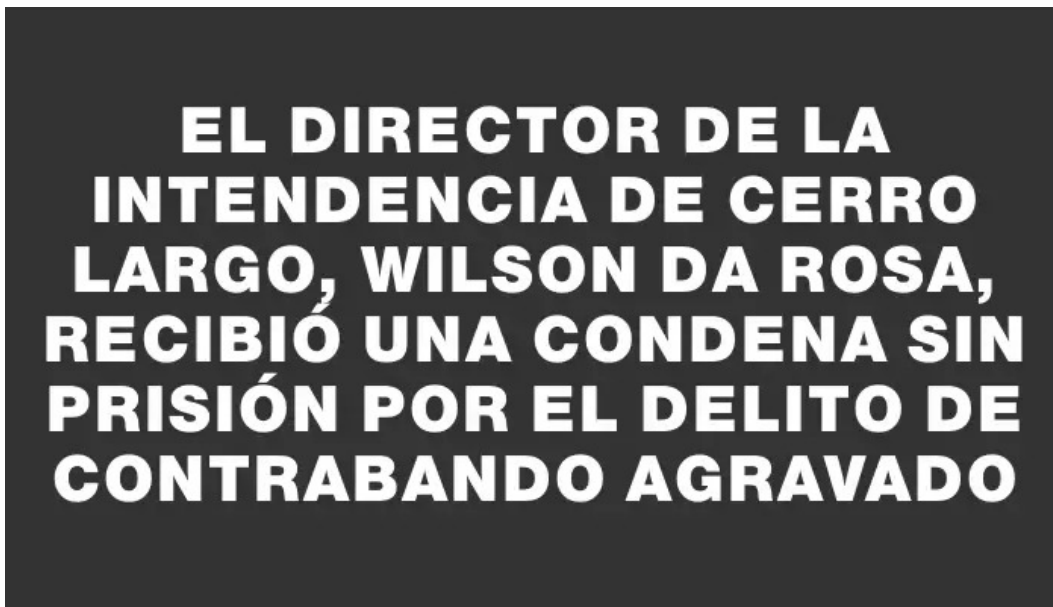 EL DIRECTOR DE LA
INTENDENCIA DE CERRO
LARGO, WILSON DA ROSA,
RECIBIÓ UNA CONDENA SIN
PRISIÓN POR EL DELITO DE
CONTRABANDO AGRAVADO